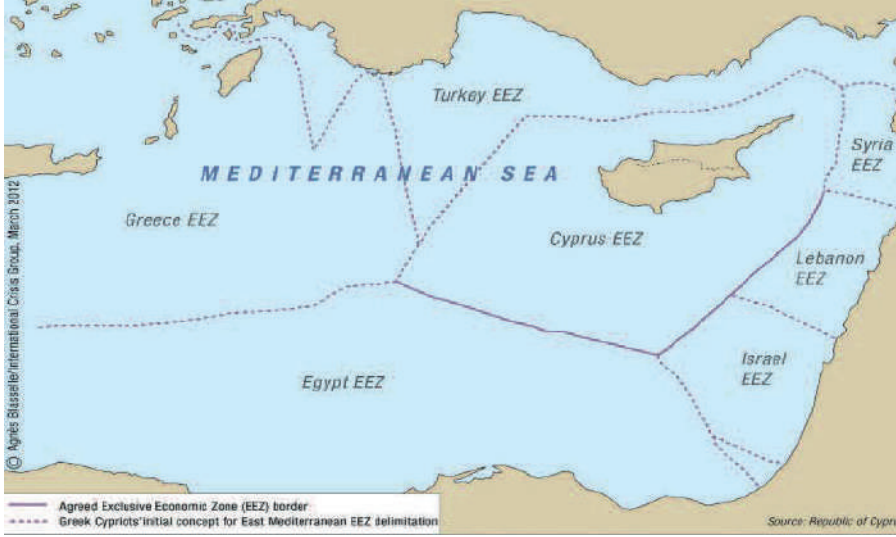 Turkey EEZ
Syria
EEZ
MEDITERRANEAN SEA
Greece EEZ
Cyprus EEZ
Lebanon
EEZ
Israel
EEZ
Egypt EEZ
© Agnès Blasselle/International Crisis Group, March 2012
Agreed Exclusive Economic Zone (EEZ) border
Greek Cypriots' initial concept for East Mediterranean EEZ delimitation
Source: Republic of Cypru